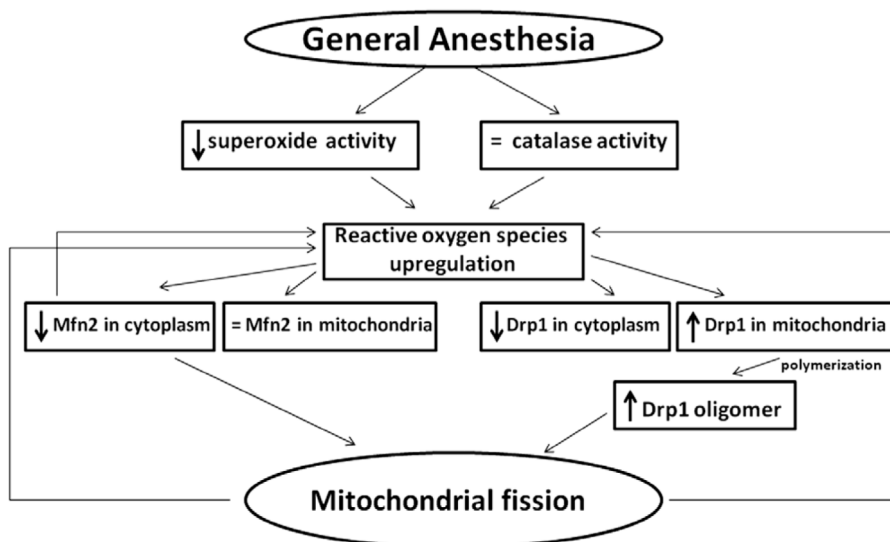 General Anesthesia
↓ superoxide activity
= catalase activity
Reactive oxygen species
upregulation
↓ Mfn2 in cytoplasm
= Mfn2 in mitochondria
↓ Drp1 in cytoplasm
↑ Drp1 in mitochondria
polymerization
↑ Drp1 oligomer
Mitochondrial fission